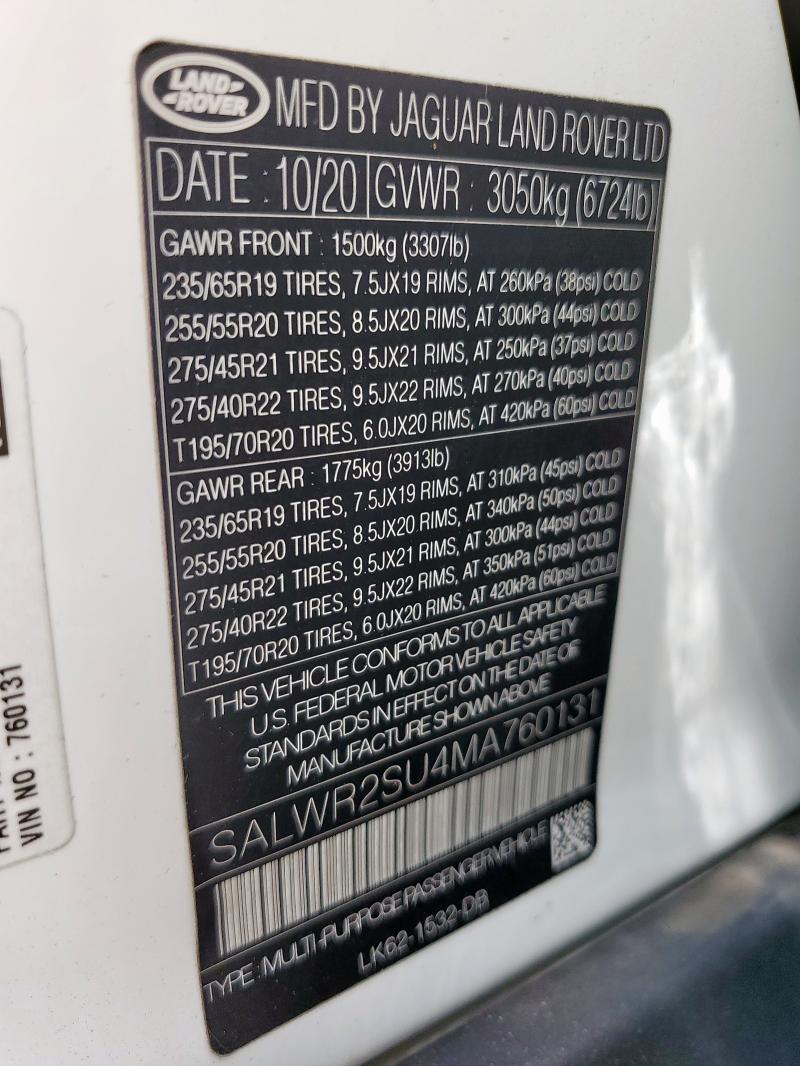 LAND-
-ROVER
MFD BY JAGUAR LAND ROVER LTD
DATE : 10/20 GVWR : 3050kg (6724lb)
GAWR FRONT : 1500kg (3307lb)
235/65R19 TIRES, 7.5JX19 RIMS, AT 260kPa (38psi) COLD
255/55R20 TIRES, 8.5JX20 RIMS, AT 300kPa (44psi) COLD
275/45R21 TIRES, 9.5JX21 RIMS, AT 250kPa (37psi) COLD
275/40R22 TIRES, 9.5JX22 RIMS, AT 270kPa (40psi) COLD
T195/70R20 TIRES, 6.0JX20 RIMS, AT 420kPa (60psi) COLD
GAWR REAR : 1775kg (3913lb)
235/65R19 TIRES, 7.5JX19 RIMS, AT 310kPa (45psi) COLD
255/55R20 TIRES, 8.5JX20 RIMS, AT 340kPa (50psi) COLD
275/45R21 TIRES, 9.5JX21 RIMS, AT 300kPa (44psi) COLD
275/40R22 TIRES, 9.5JX22 RIMS, AT 350kPa (51psi) COLD
T195/70R20 TIRES, 6.0JX20 RIMS, AT 420kPa (60psi) COLD
THIS VEHICLE CONFORMS TO ALL APPLICABLE
U.S. FEDERAL MOTOR VEHICLE SAFETY
STANDARDS IN EFFECT ON THE DATE OF
MANUFACTURE SHOWN ABOVE
SALWR2SU4MA760131
TYPE : MULTI-PURPOSE PASSENGER VEHICLE
LK62-1532-DB
VIN NO : 760131